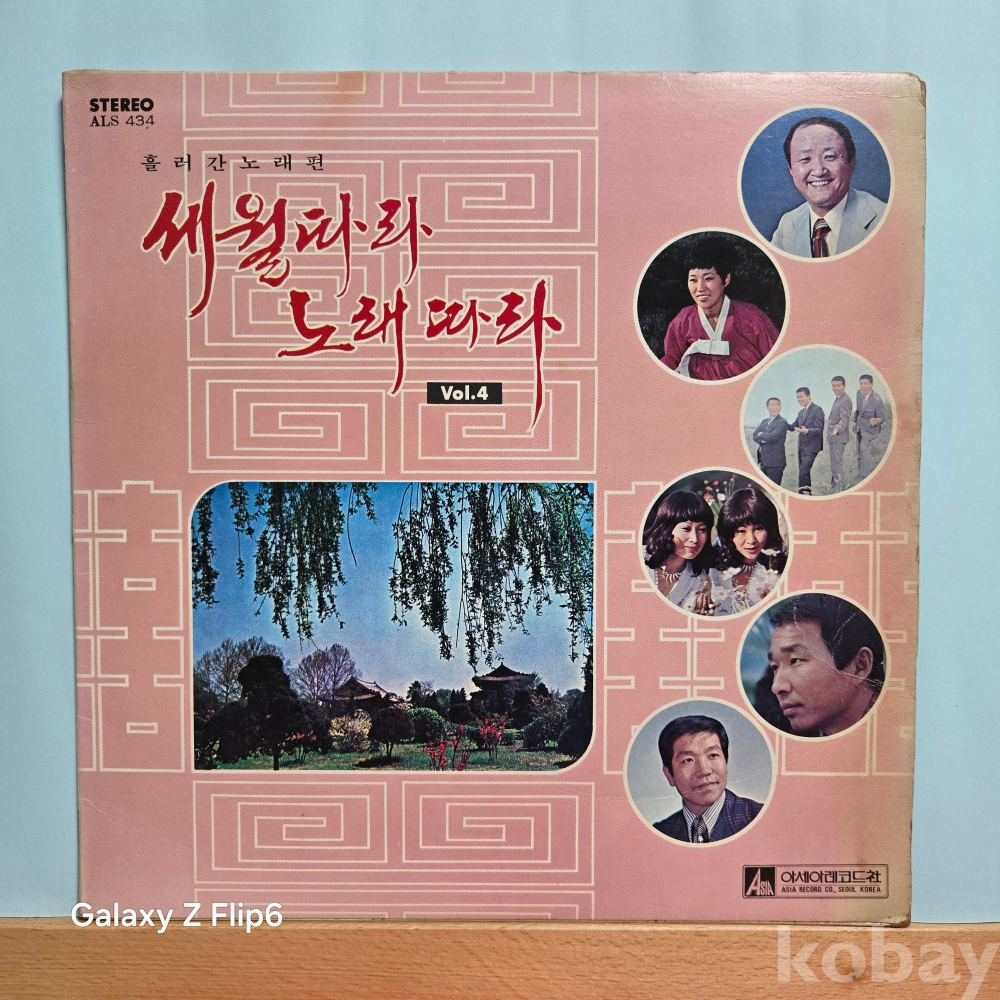 STEREO
ALS 434
흘러간노래편
세월따라
노래따라
Vol.4
ASIA 아세아레코드社
ASIA RECORD CO., SEOUL KOREA
Galaxy Z Flip6
kobay